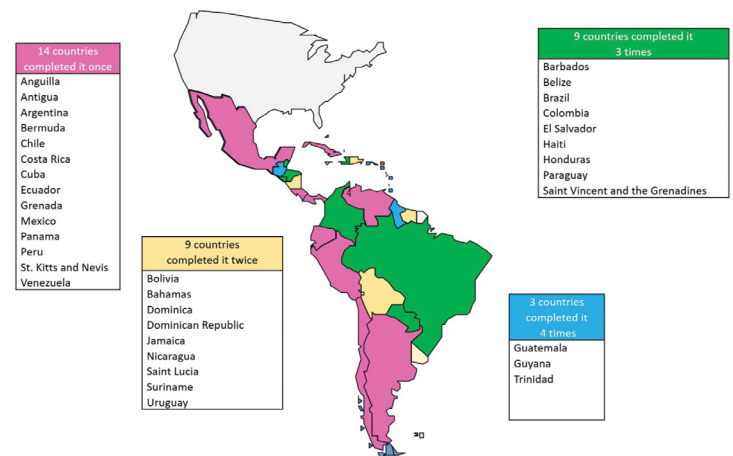 14 countries
completed it once
Anguilla
Antigua
Argentina
Bermuda
Chile
Costa Rica
Cuba
Ecuador
Grenada
Mexico
Panama
Peru
St. Kitts and Nevis
Venezuela
9 countries
completed it twice
Bolivia
Bahamas
Dominica
Dominican Republic
Jamaica
Nicaragua
Saint Lucia
Suriname
Uruguay
9 countries completed it
3 times
Barbados
Belize
Brazil
Colombia
El Salvador
Haiti
Honduras
Paraguay
Saint Vincent and the Grenadines
3 countries
completed it
4 times
Guatemala
Guyana
Trinidad